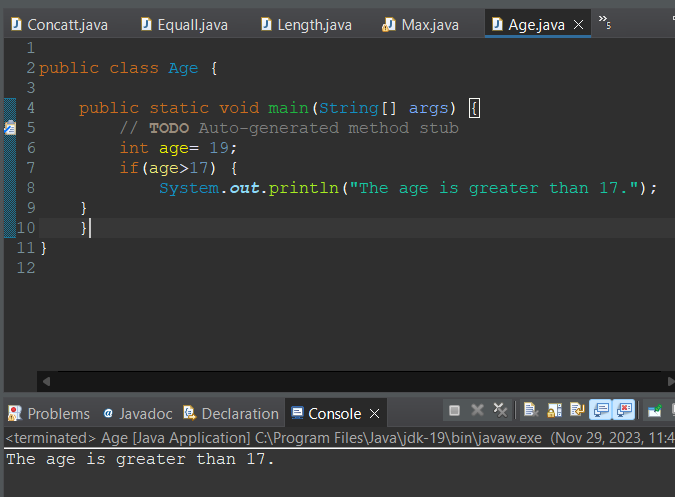 Concatt.java Equall.java Length.java Max.java Age.java »5
1
2 public class Age {
3
4     public static void main(String[] args) {
5         // TODO Auto-generated method stub
6         int age= 19;
7         if(age>17) {
8             System.out.println("The age is greater than 17.");
9     }
10     }
11 }
12
Problems @ Javadoc Declaration Console
<terminated> Age [Java Application] C:\Program Files\Java\jdk-19\bin\javaw.exe (Nov 29, 2023, 11:4
The age is greater than 17.